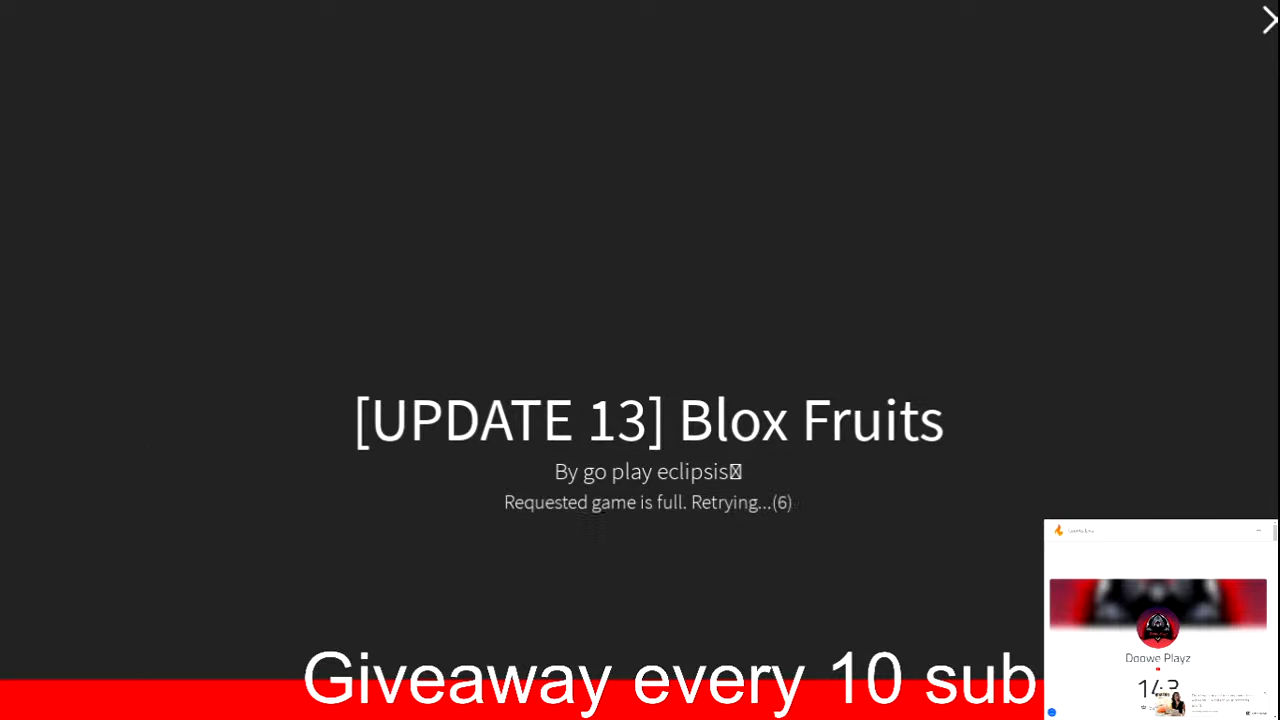 [UPDATE 13] Blox Fruits
By go play eclipsis
Requested game is full. Retrying...(6)
Giveaway every 10 sub
Doowe Playz